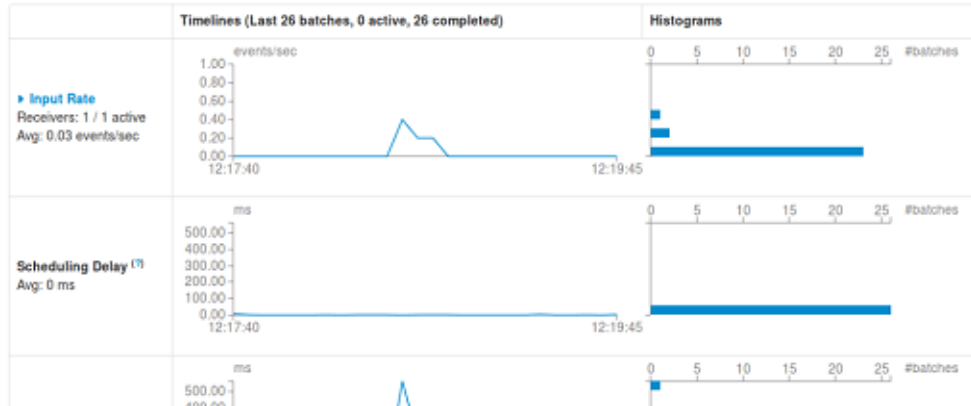 Timelines (Last 26 batches, 0 active, 26 completed)
Histograms
events/sec
0 5 10 15 20 25 #batches
1.00
0.80
0.60
0.40
0.20
0.00
Input Rate
Receivers: 1 / 1 active
Avg: 0.03 events/sec
12:17:40 12:19:45
ms
0 5 10 15 20 25 #batches
500.00
400.00
300.00
200.00
100.00
0.00
Scheduling Delay (?)
Avg: 0 ms
12:17:40 12:19:45
ms
0 5 10 15 20 25 #batches
500.00